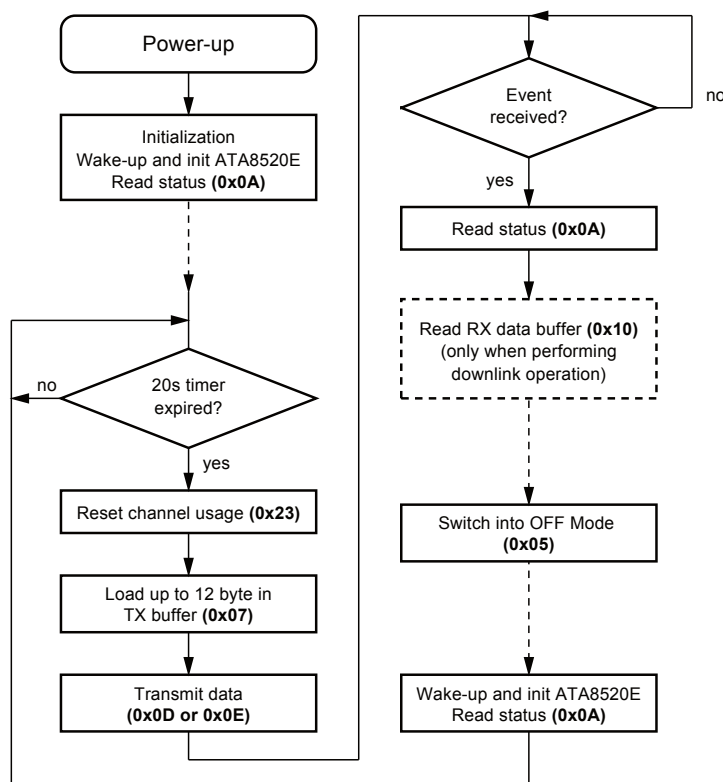 Power-up
Initialization
Wake-up and init ATA8520E
Read status (0x0A)
20s timer
expired?
no
yes
Reset channel usage (0x23)
Load up to 12 byte in
TX buffer (0x07)
Transmit data
(0x0D or 0x0E)
Event
received?
no
yes
Read status (0x0A)
Read RX data buffer (0x10)
(only when performing
downlink operation)
Switch into OFF Mode
(0x05)
Wake-up and init ATA8520E
Read status (0x0A)